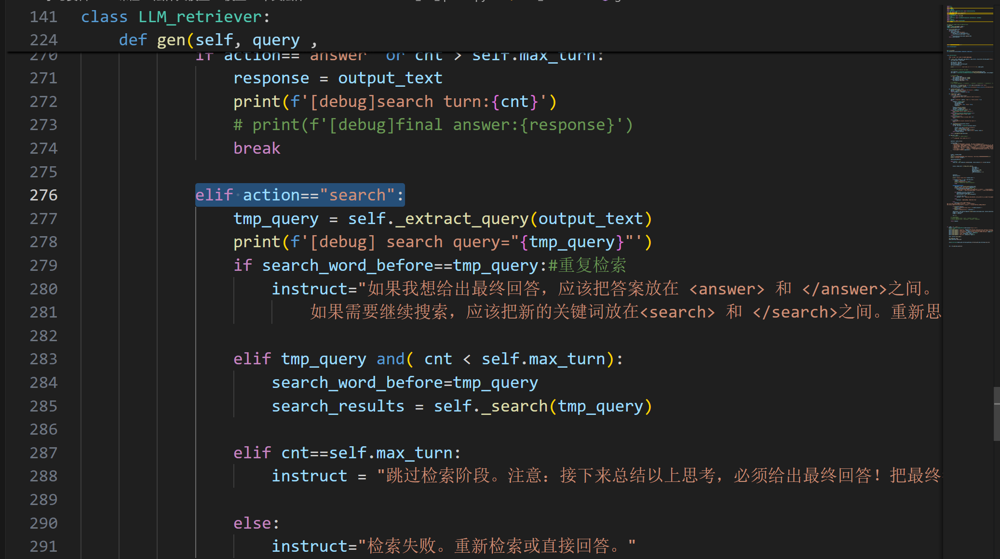 141 class LLM_retriever:
224 def gen(self, query ,
270 if action== answer or cnt > self.max_turn:
271 response = output_text
272 print(f'[debug]search turn:{cnt}')
273 # print(f'[debug]final answer:{response}')
274 break
275
276 elif action=="search":
277 tmp_query = self._extract_query(output_text)
278 print(f'[debug] search query="{tmp_query}"')
279 if search_word_before==tmp_query:#重复检索
280 instruct="如果我想给出最终回答，应该把答案放在 <answer> 和 </answer>之间。
281 如果需要继续搜索，应该把新的关键词放在<search> 和 </search>之间。重新思
282
283 elif tmp_query and( cnt < self.max_turn):
284 search_word_before=tmp_query
285 search_results = self._search(tmp_query)
286
287 elif cnt==self.max_turn:
288 instruct = "跳过检索阶段。注意：接下来总结以上思考，必须给出最终回答！把最终
289
290 else:
291 instruct="检索失败。重新检索或直接回答。"